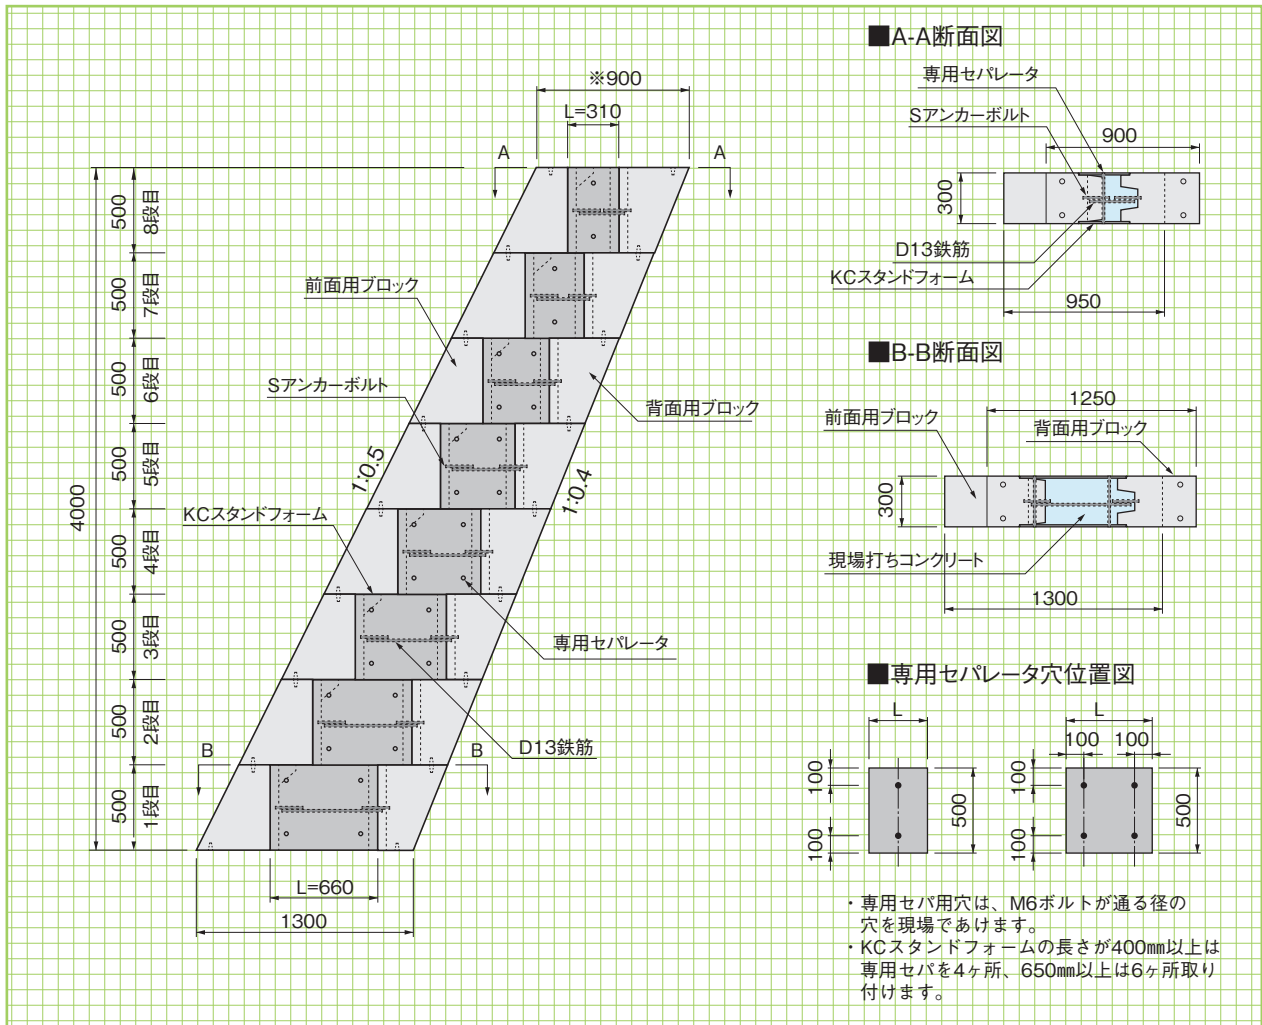 ※900
L=310
A
A
500
8段目
500
7段目
前面用ブロック
500
6段目
Sアンカーボルト
背面用ブロック
500
5段目
1:0.5
1:0.4
4000
KCスタンドフォーム
500
4段目
500
3段目
専用セパレータ
500
2段目
D13鉄筋
B
B
500
1段目
L=660
1300
■A-A断面図
専用セパレータ
Sアンカーボルト
900
300
D13鉄筋
KCスタンドフォーム
950
■B-B断面図
1250
前面用ブロック
背面用ブロック
300
現場打ちコンクリート
1300
■専用セパレータ穴位置図
L
L
100
100
100
100
500
100
100
500
・専用セパ用穴は、M6ボルトが通る径の
穴を現場であけます。
・KCスタンドフォームの長さが400㎜以上は
専用セパを4ヶ所、650㎜以上は6ヶ所取り
付けます。